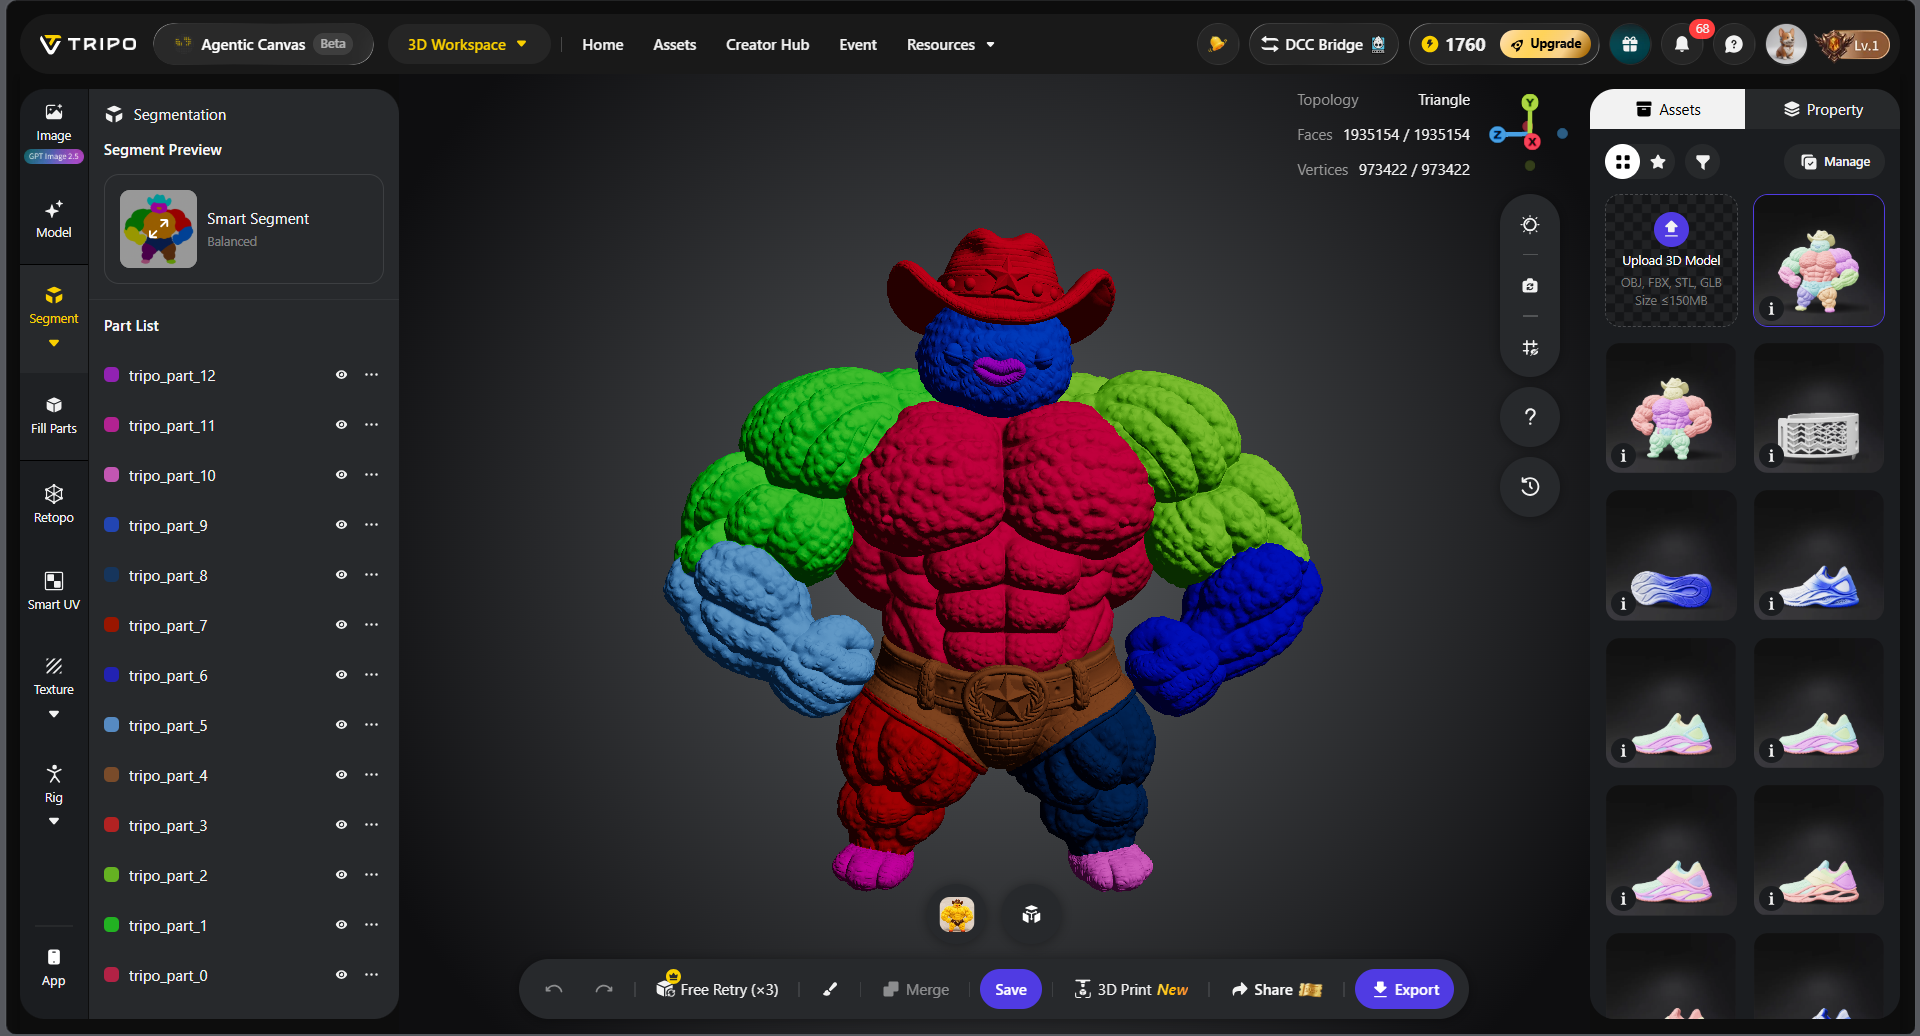 TRIPO
Agentic Canvas Beta
3D Workspace
Home
Assets
Creator Hub
Event
Resources
DCC Bridge
1760
Upgrade
68
Lv.1
Image
GPT Image 2.5
Model
Segment
Fill Parts
Retopo
Smart UV
Texture
Rig
App
Segmentation
Segment Preview
Smart Segment
Balanced
Part List
tripo_part_12
tripo_part_11
tripo_part_10
tripo_part_9
tripo_part_8
tripo_part_7
tripo_part_6
tripo_part_5
tripo_part_4
tripo_part_3
tripo_part_2
tripo_part_1
tripo_part_0
Topology Triangle
Faces 1935154 / 1935154
Vertices 973422 / 973422
Y
Z
X
?
Free Retry (×3)
Merge
Save
3D Print New
Share
Export
Assets
Property
Manage
Upload 3D Model
OBJ, FBX, STL, GLB
Size ≤150MB